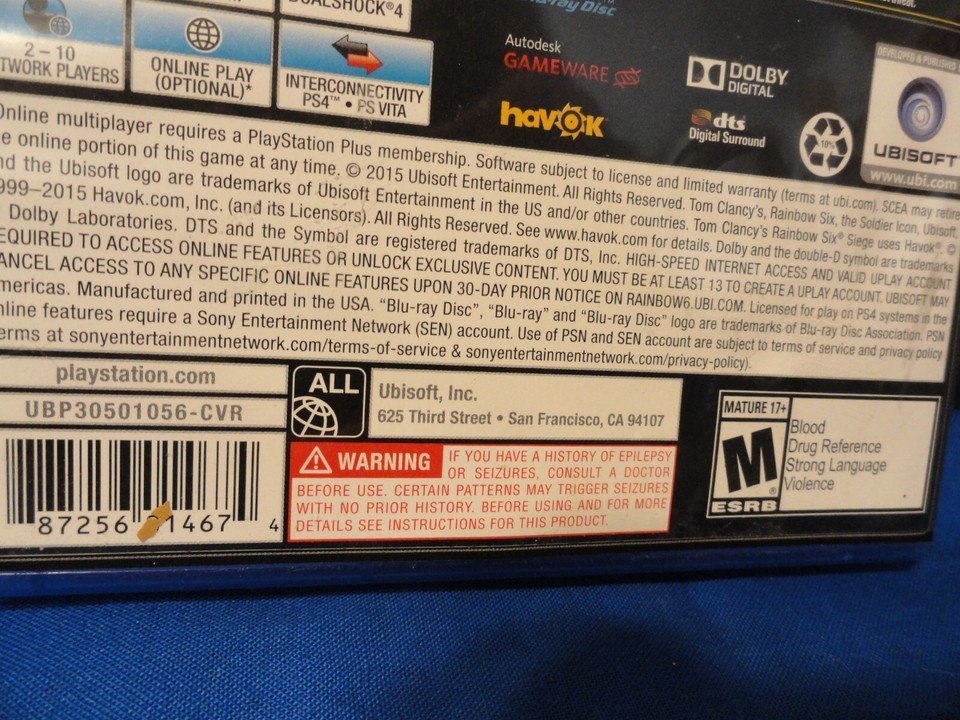 DUALSHOCK®4
2 – 10
TWORK PLAYERS
ONLINE PLAY
(OPTIONAL)*
INTERCONNECTIVITY
PS4™ • PS VITA
Blu-ray Disc
Autodesk
GAMEWARE
havok
DOLBY
DIGITAL
dts
Digital Surround
10%
DEVELOPED & PUBLISHED
UBISOFT
www.ubi.com
Online multiplayer requires a PlayStation Plus membership. Software subject to license and limited warranty (terms at ubi.com). SCEA may retire
e online portion of this game at any time. © 2015 Ubisoft Entertainment. All Rights Reserved. Tom Clancy's, Rainbow Six, the Soldier Icon, Ubisoft,
nd the Ubisoft logo are trademarks of Ubisoft Entertainment in the US and/or other countries. Tom Clancy's Rainbow Six® Siege uses Havok®. ©
999–2015 Havok.com, Inc. (and its Licensors). All Rights Reserved. See www.havok.com for details. Dolby and the double-D symbol are trademarks
Dolby Laboratories. DTS and the Symbol are registered trademarks of DTS, Inc. HIGH-SPEED INTERNET ACCESS AND VALID UPLAY ACCOUNT
EQUIRED TO ACCESS ONLINE FEATURES OR UNLOCK EXCLUSIVE CONTENT. YOU MUST BE AT LEAST 13 TO CREATE A UPLAY ACCOUNT. UBISOFT MAY
ANCEL ACCESS TO ANY SPECIFIC ONLINE FEATURES UPON 30-DAY PRIOR NOTICE ON RAINBOW6.UBI.COM. Licensed for play on PS4 systems in the
mericas. Manufactured and printed in the USA. “Blu-ray Disc”, “Blu-ray” and “Blu-ray Disc” logo are trademarks of Blu-ray Disc Association. PSN
nline features require a Sony Entertainment Network (SEN) account. Use of PSN and SEN account are subject to terms of service and privacy policy
erms at sonyentertainmentnetwork.com/terms-of-service & sonyentertainmentnetwork.com/privacy-policy).
playstation.com
UBP30501056-CVR
87256 1467 4
ALL
Ubisoft, Inc.
625 Third Street • San Francisco, CA 94107
WARNING
IF YOU HAVE A HISTORY OF EPILEPSY
OR SEIZURES, CONSULT A DOCTOR
BEFORE USE. CERTAIN PATTERNS MAY TRIGGER SEIZURES
WITH NO PRIOR HISTORY. BEFORE USING AND FOR MORE
DETAILS SEE INSTRUCTIONS FOR THIS PRODUCT.
MATURE 17+
M
ESRB
Blood
Drug Reference
Strong Language
Violence